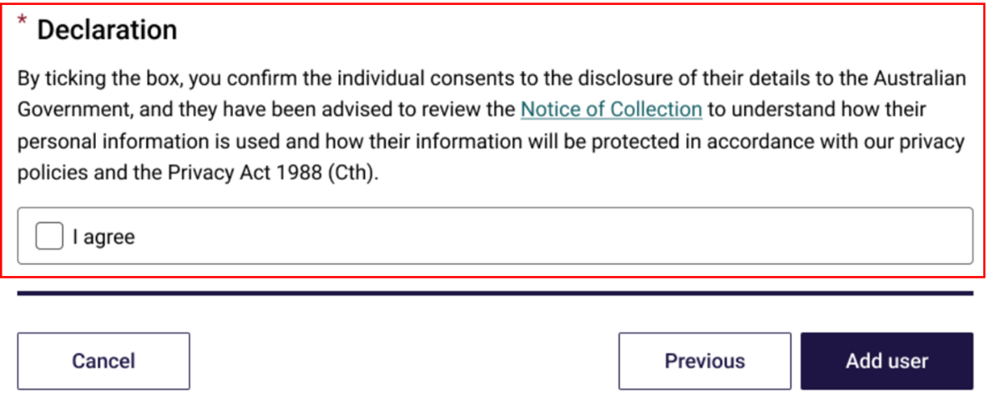 * Declaration
By ticking the box, you confirm the individual consents to the disclosure of their details to the Australian
Government, and they have been advised to review the Notice of Collection to understand how their
personal information is used and how their information will be protected in accordance with our privacy
policies and the Privacy Act 1988 (Cth).
I agree
Cancel Previous Add user